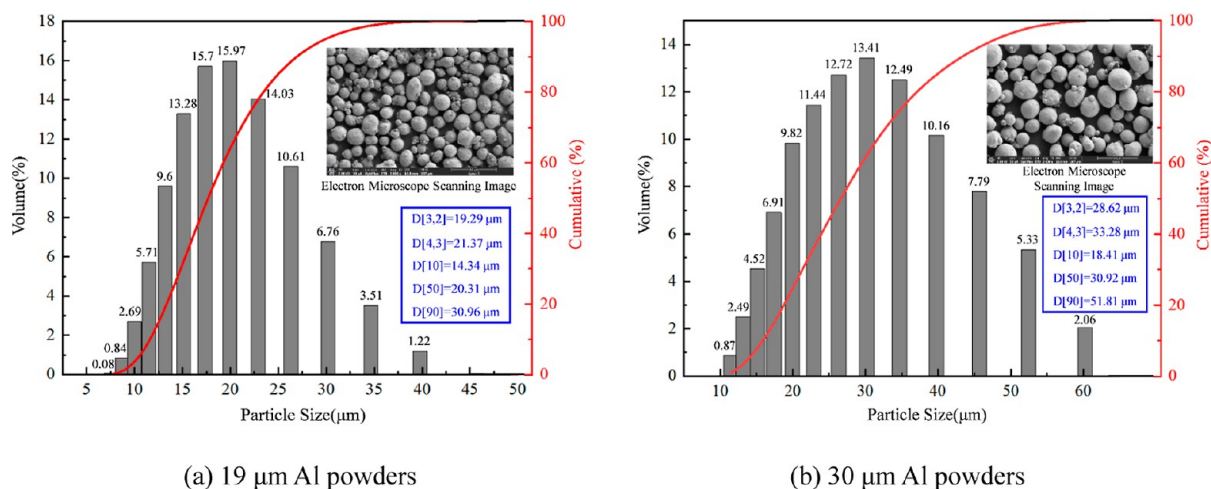 (a)
18
16
14
12
10
8
6
4
2
0
Volume(%)
0.08
0.84
2.69
5.71
9.6
13.28
15.7
15.97
14.03
10.61
6.76
3.51
1.22
Electron Microscope Scanning Image
D[3,2]=19.29 μm
D[4,3]=21.37 μm
D[10]=14.34 μm
D[50]=20.31 μm
D[90]=30.96 μm
100
80
60
40
20
0
Cumulative (%)
5 10 15 20 25 30 35 40 45 50
Particle Size(μm)
(a) 19 μm Al powders
(b)
14
12
10
8
6
4
2
0
Volume(%)
0.87
2.49
4.52
6.91
9.82
11.44
12.72
13.41
12.49
10.16
7.79
5.33
2.06
Electron Microscope
Scanning Image
D[3,2]=28.62 μm
D[4,3]=33.28 μm
D[10]=18.41 μm
D[50]=30.92 μm
D[90]=51.81 μm
100
80
60
40
20
0
Cumulative (%)
10 20 30 40 50 60
Particle Size(μm)
(b) 30 μm Al powders